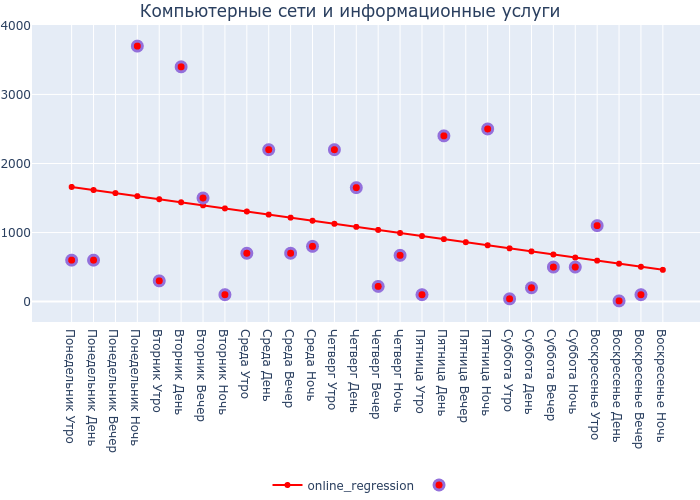 Компьютерные сети и информационные услуги
4000
3000
2000
1000
0
Понедельник Утро
Понедельник День
Понедельник Вечер
Понедельник Ночь
Вторник Утро
Вторник День
Вторник Вечер
Вторник Ночь
Среда Утро
Среда День
Среда Вечер
Среда Ночь
Четверг Утро
Четверг День
Четверг Вечер
Четверг Ночь
Пятница Утро
Пятница День
Пятница Вечер
Пятница Ночь
Суббота Утро
Суббота День
Суббота Вечер
Суббота Ночь
Воскресенье Утро
Воскресенье День
Воскресенье Вечер
Воскресенье Ночь
online_regression